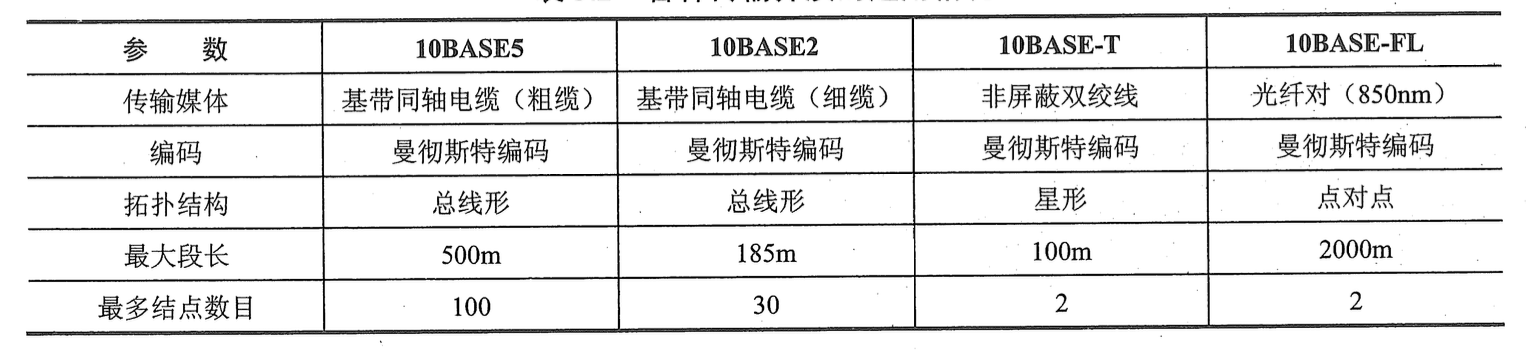 参 数 10BASE5 10BASE2 10BASE-T 10BASE-FL
传输媒体 基带同轴电缆（粗缆） 基带同轴电缆（细缆） 非屏蔽双绞线 光纤对（850nm）
编码 曼彻斯特编码 曼彻斯特编码 曼彻斯特编码 曼彻斯特编码
拓扑结构 总线形 总线形 星形 点对点
最大段长 500m 185m 100m 2000m
最多结点数目 100 30 2 2